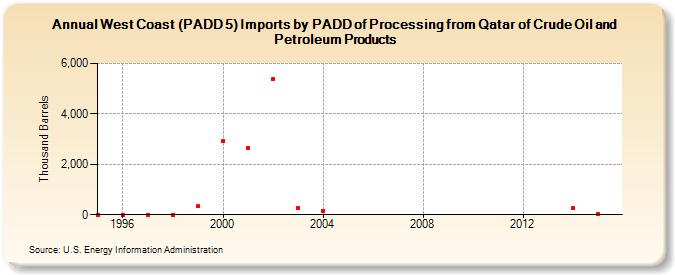 Annual West Coast (PADD 5) Imports by PADD of Processing from Qatar of Crude Oil and
Petroleum Products
Thousand Barrels
6,000
4,000
2,000
0
1996
2000
2004
2008
2012
Source: U.S. Energy Information Administration